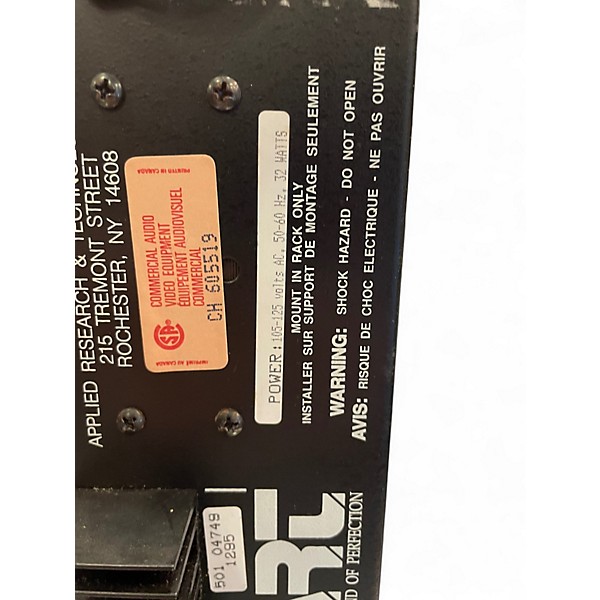 APPLIED RESEARCH & TECHNOLO
215 TREMONT STREET
ROCHESTER, NY 14608
PRINTED IN CANADA
COMMERCIAL AUDIO
VIDEO EQUIPMENT
EQUIPEMENT AUDIOVISUEL
COMMERCIAL
CH 605519
SA
IMPRIMÉ AU CANADA
POWER: 105-125 volts AC, 50-60 Hz, 32 WATTS
MOUNT IN RACK ONLY
INSTALLER SUR SUPPORT DE MONTAGE SEULEMENT
WARNING: SHOCK HAZARD - DO NOT OPEN
AVIS: RISQUE DE CHOC ELECTRIQUE - NE PAS OUVRIR
501 04749
1295
ART
ND OF PERFECTION